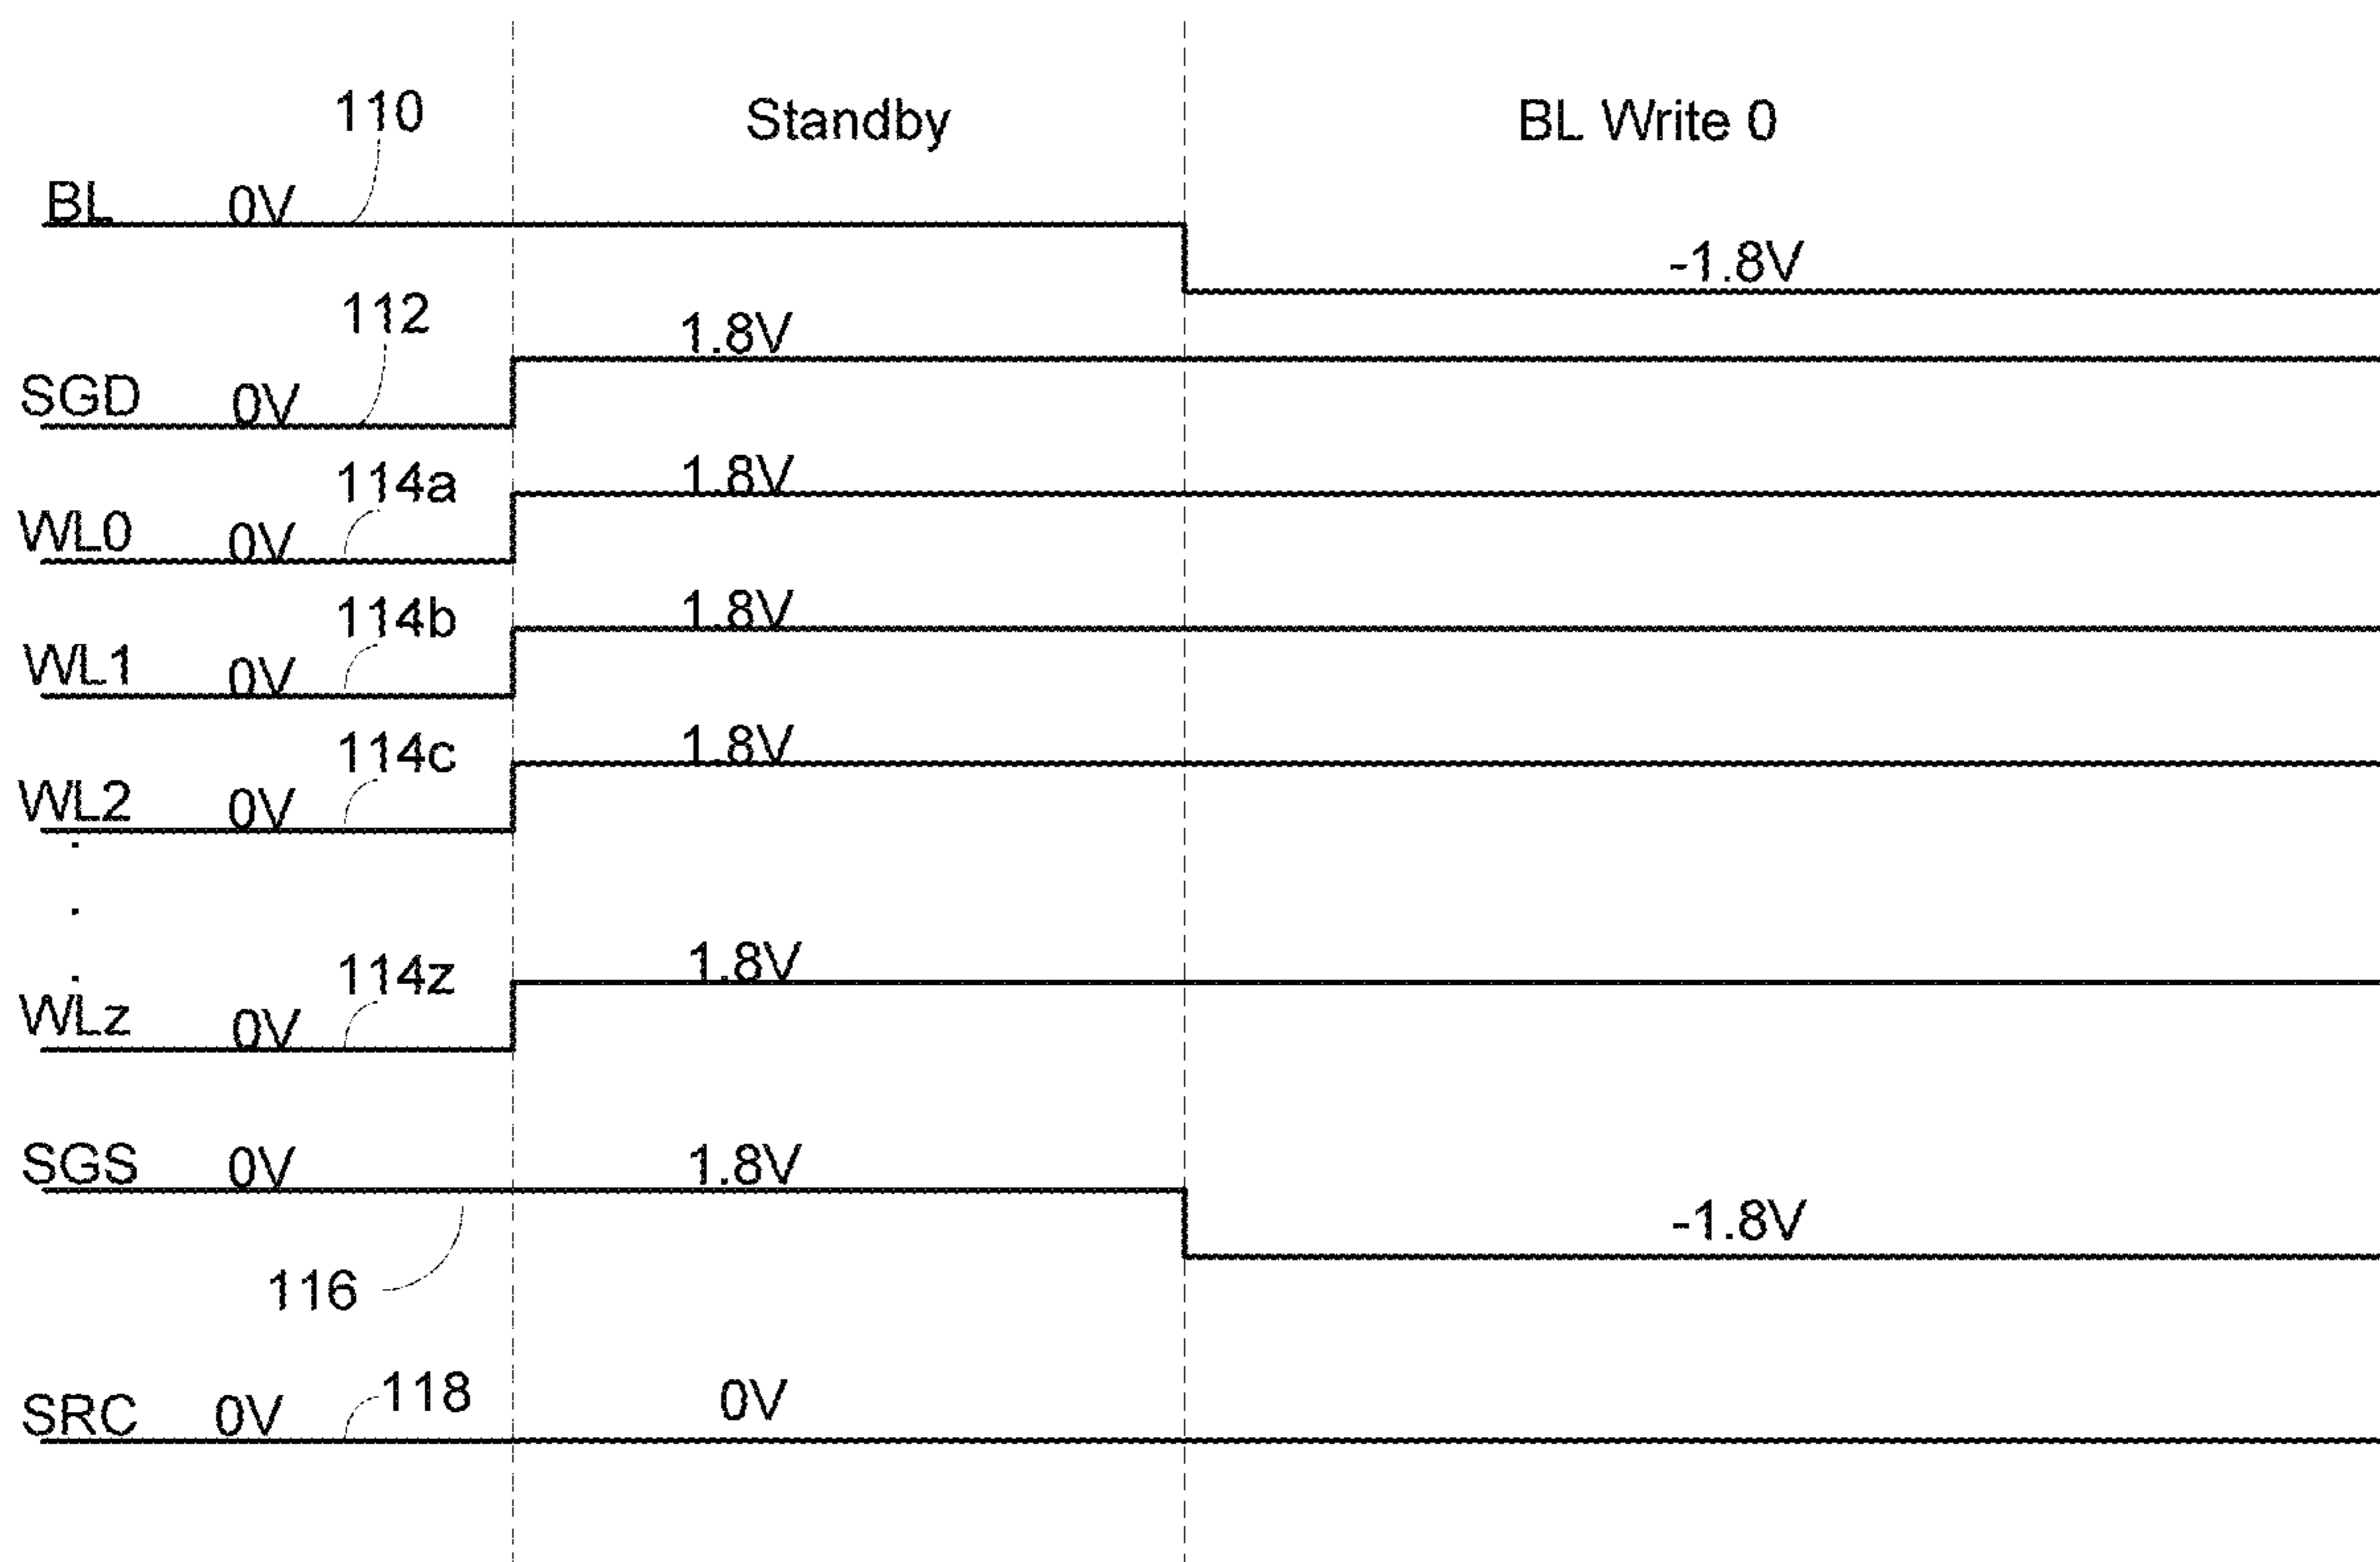 110 Standby BL Write 0
BL 0V
-1.8V
112 1.8V
SGD 0V
114a 1.8V
WL0 0V
114b 1.8V
WL1 0V
114c 1.8V
WL2 0V
.
.
.
114z 1.8V
WLz 0V
SGS 0V 1.8V
-1.8V
116
SRC 0V 118 0V